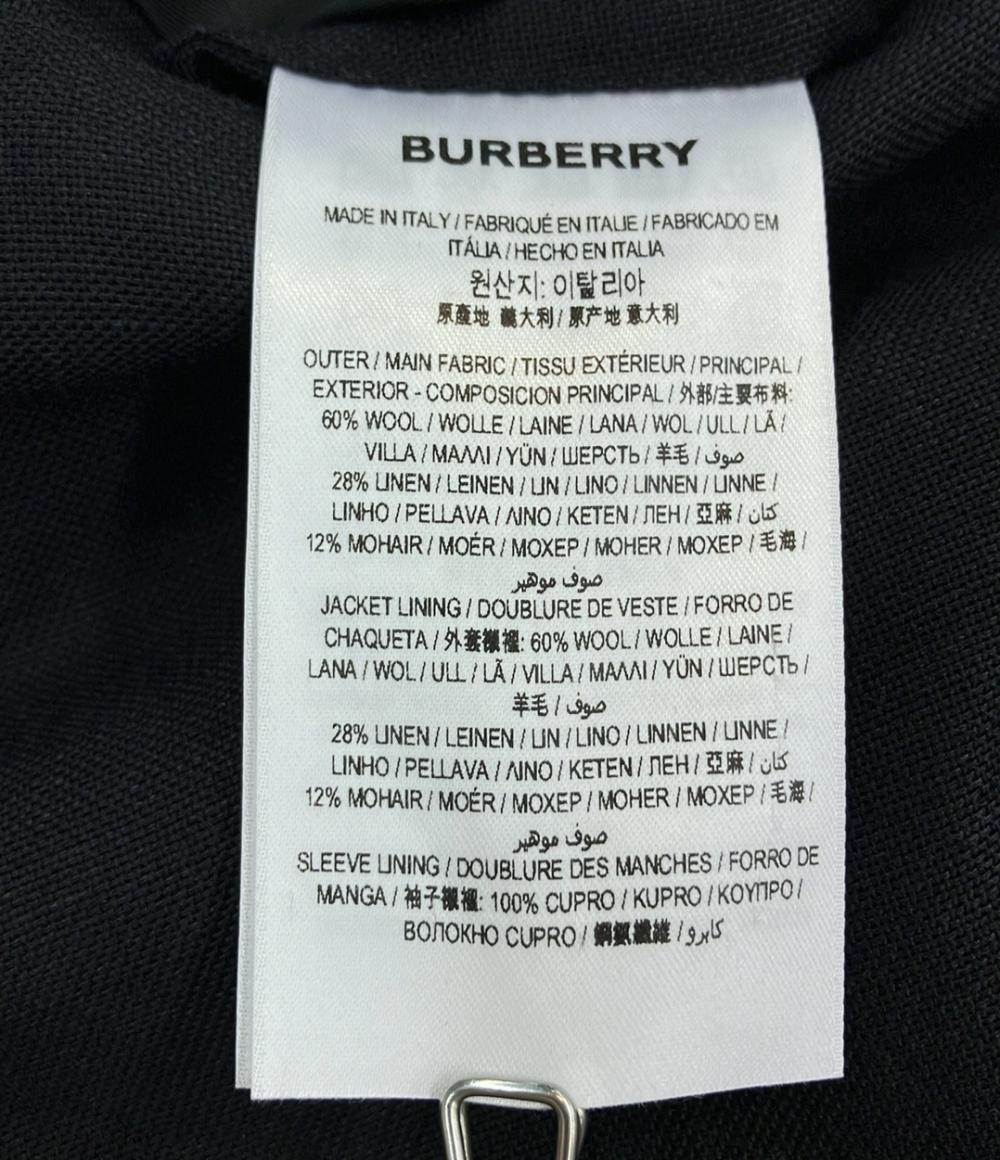 BURBERRY
MADE IN ITALY / FABRIQUÉ EN ITALIE / FABRICADO EM
ITÁLIA / HECHO EN ITALIA
원산지: 이탈리아
原產地 義大利 / 原产地 意大利
OUTER / MAIN FABRIC / TISSU EXTÉRIEUR / PRINCIPAL /
EXTERIOR - COMPOSICION PRINCIPAL / 外部/主要布料:
60% WOOL / WOLLE / LAINE / LANA / WOL / ULL / LÃ /
VILLA / ΜΑΛΛΙ / YÜN / ШЕРСТЬ / 羊毛 / صوف
28% LINEN / LEINEN / LIN / LINO / LINNEN / LINNE /
LINHO / PELLAVA / ΛΙΝΟ / KETEN / ЛЕН / 亞麻 / كتان
12% MOHAIR / MOÉR / ΜΟΧΕΡ / MOHER / МОХЕР / 毛海 /
صوف موهير
JACKET LINING / DOUBLURE DE VESTE / FORRO DE
CHAQUETA / 外套襯裡: 60% WOOL / WOLLE / LAINE /
LANA / WOL / ULL / LÃ / VILLA / ΜΑΛΛΙ / YÜN / ШЕРСТЬ /
羊毛 / صوف
28% LINEN / LEINEN / LIN / LINO / LINNEN / LINNE /
LINHO / PELLAVA / ΛΙΝΟ / KETEN / ЛЕН / 亞麻 / كتان
12% MOHAIR / MOÉR / ΜΟΧΕΡ / MOHER / МОХЕР / 毛海 /
صوف موهير
SLEEVE LINING / DOUBLURE DES MANCHES / FORRO DE
MANGA / 袖子襯裡: 100% CUPRO / KUPRO / ΚΟΥΠΡΟ /
ВОЛОКНО CUPRO / كابرو